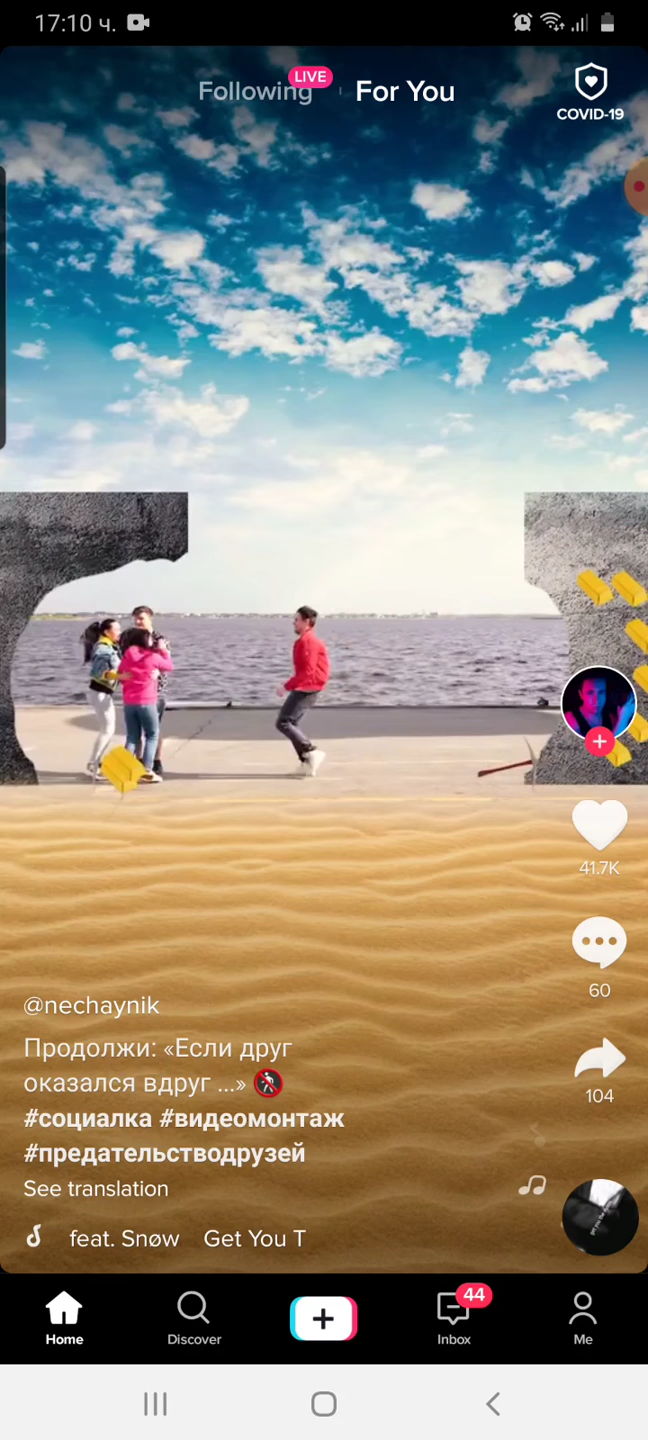 17:10 ч.
Following LIVE For You
COVID-19
41.7K
60
104
@nechaynik
Продолжи: «Если друг
оказался вдруг ...»
#социалка #видеомонтаж
#предательстводрузей
See translation
feat. Snøw Get You T
Home
Discover
44
Inbox
Me